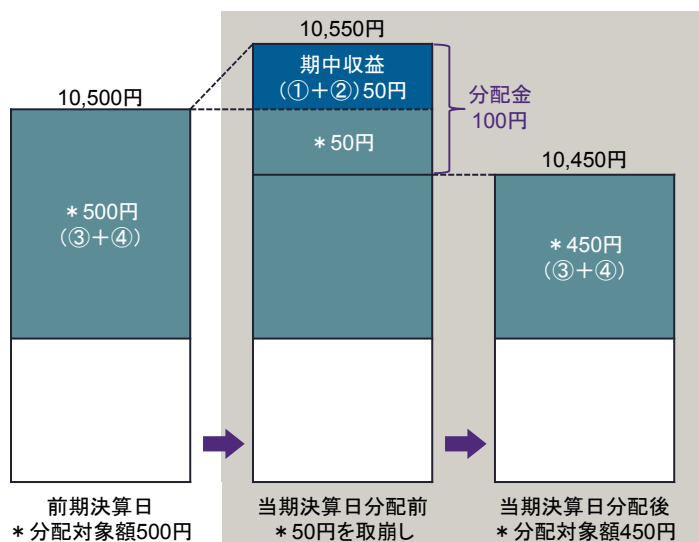 10,550円
期中収益
(①+②)50円
分配金
100円
10,500円
*50円
10,450円
*500円
(③+④)
*450円
(③+④)
前期決算日
*分配対象額500円
当期決算日分配前
*50円を取崩し
当期決算日分配後
*分配対象額450円